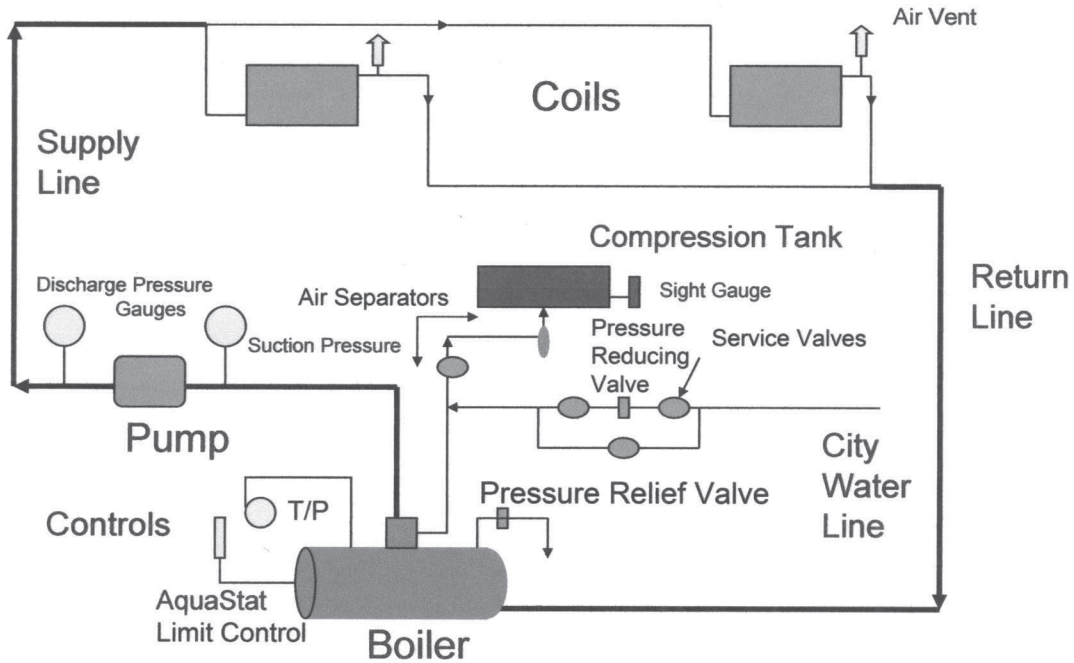 Air Vent
Coils
Supply
Line
Compression Tank
Return
Line
Discharge Pressure
Gauges
Air Separators
Sight Gauge
Suction Pressure
Pressure
Reducing
Valve
Service Valves
Pump
City
Water
Line
Pressure Relief Valve
Controls
T/P
AquaStat
Limit Control
Boiler